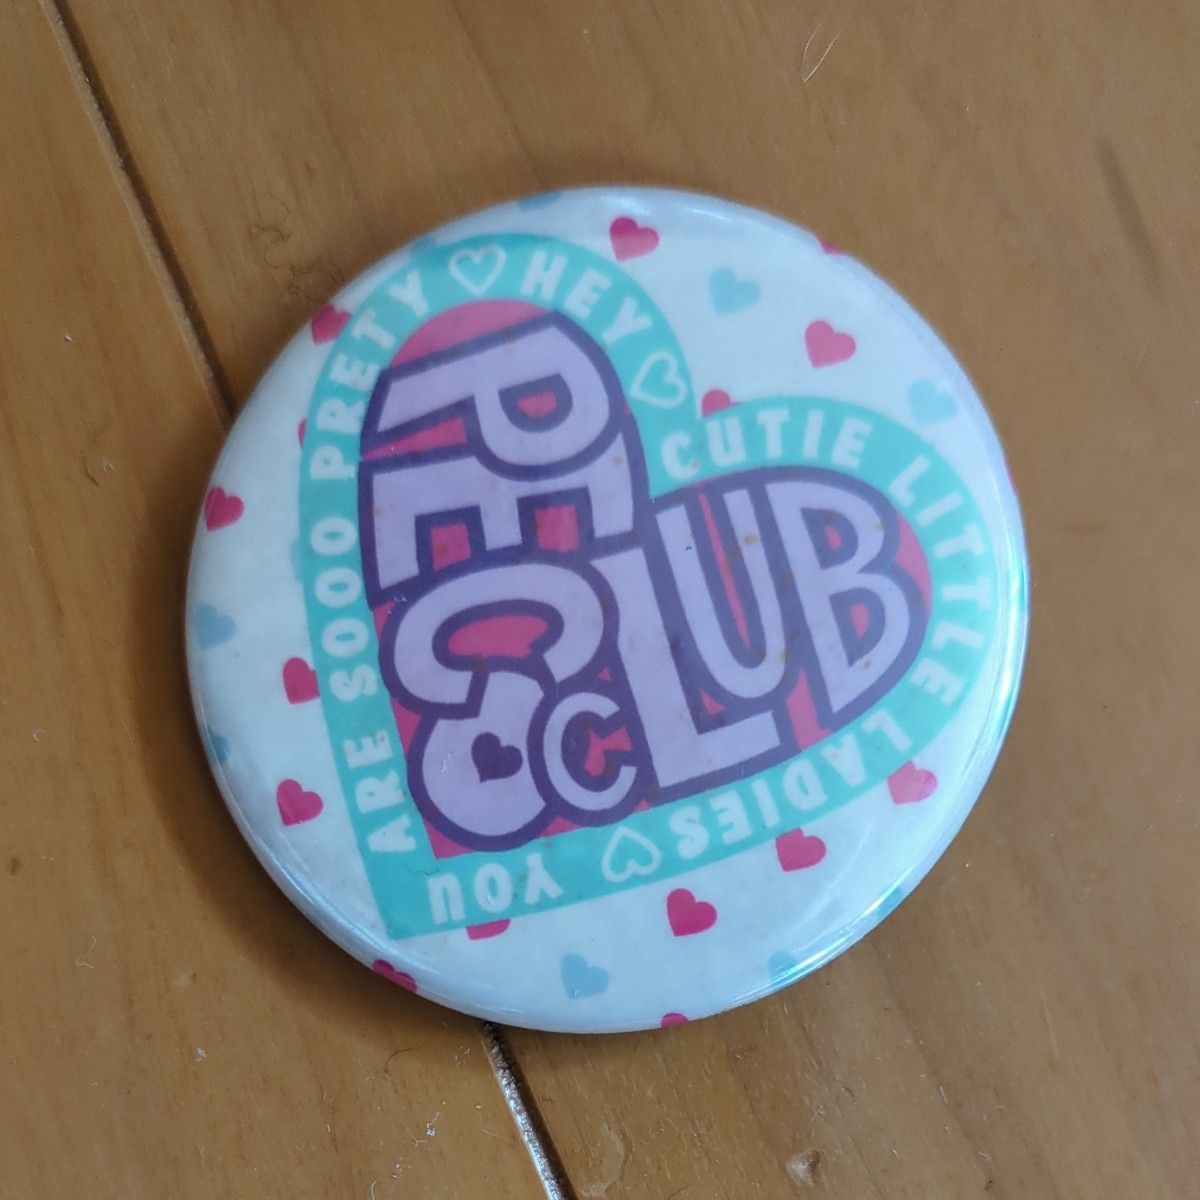 HEY
CUTIE LITTLE LADIES
YOU ARE SOOO PRETTY
PECO
CLUB